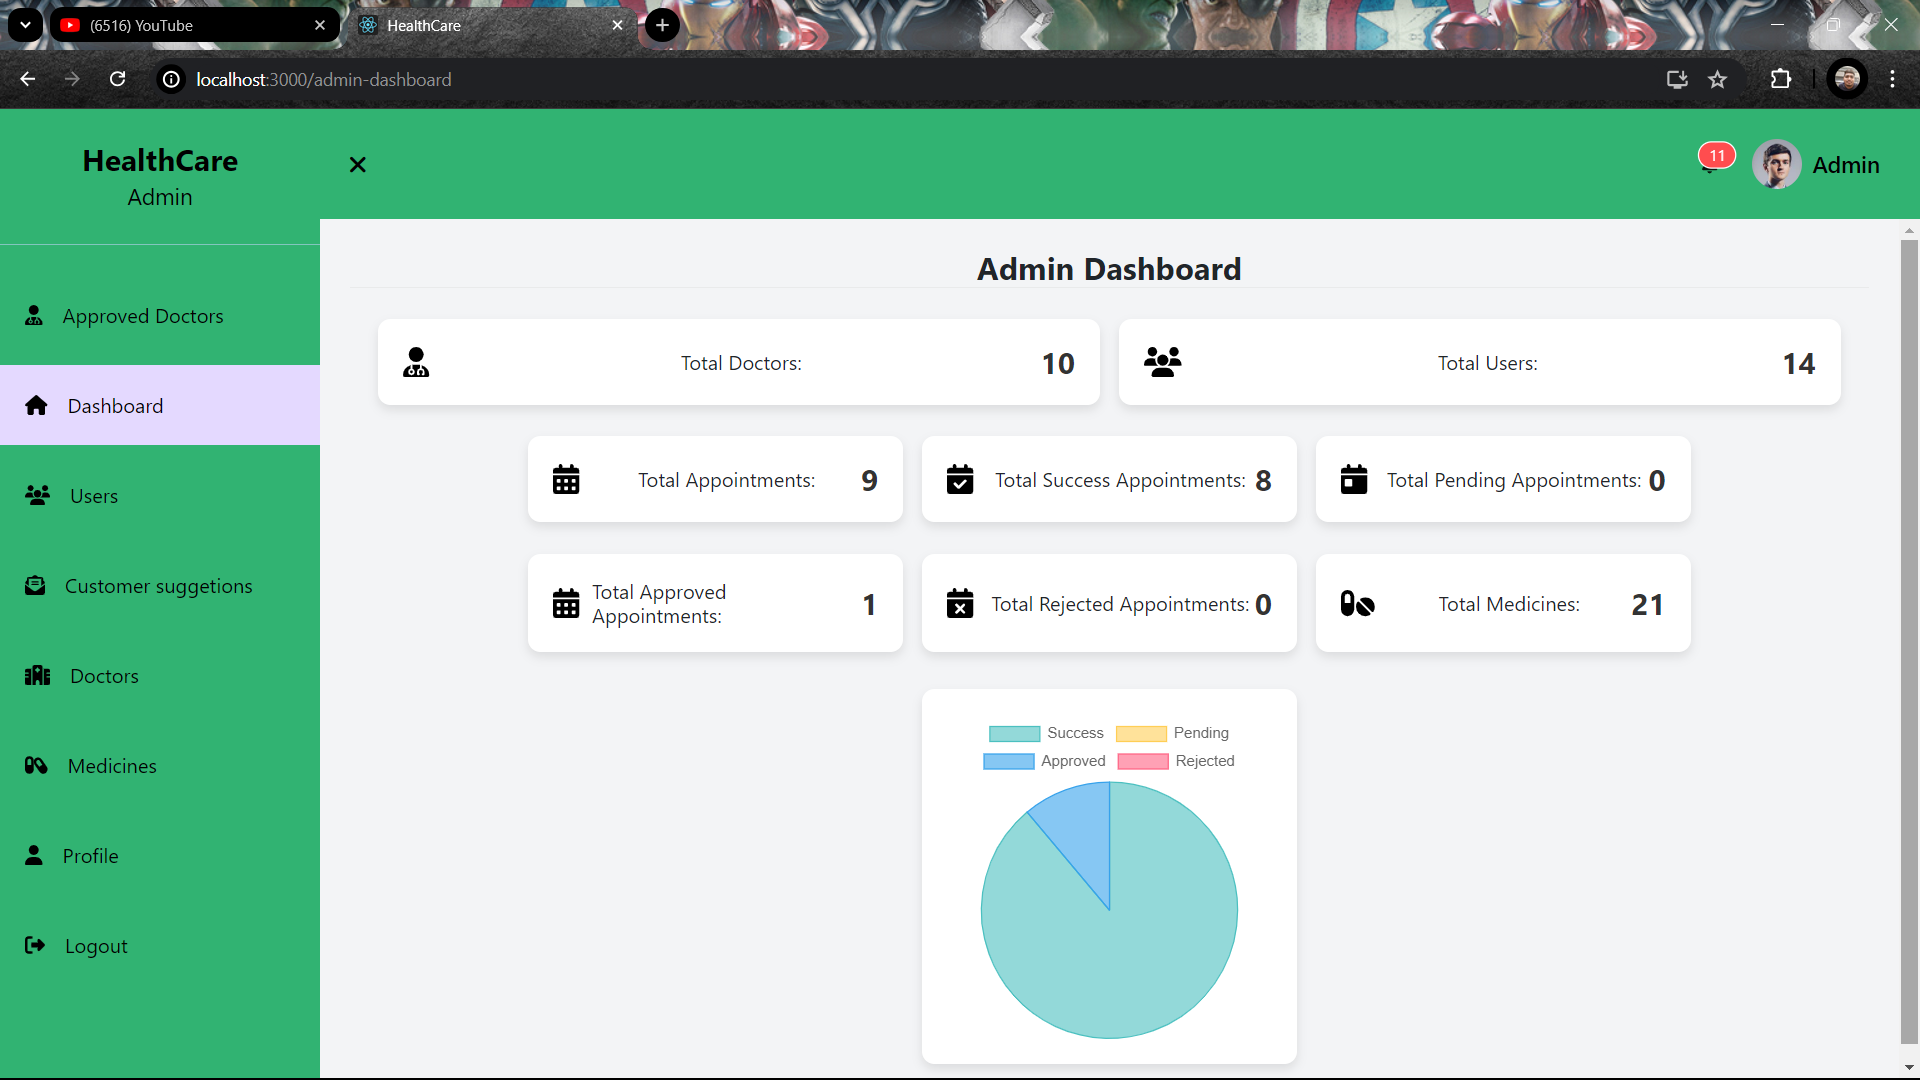 (6516) YouTube
HealthCare
localhost:3000/admin-dashboard
HealthCare
Admin
11
Admin
Approved Doctors
Dashboard
Users
Customer suggetions
Doctors
Medicines
Profile
Logout
Admin Dashboard
Total Doctors: 10
Total Users: 14
Total Appointments: 9
Total Success Appointments: 8
Total Pending Appointments: 0
Total Approved
Appointments: 1
Total Rejected Appointments: 0
Total Medicines: 21
Success Pending
Approved Rejected